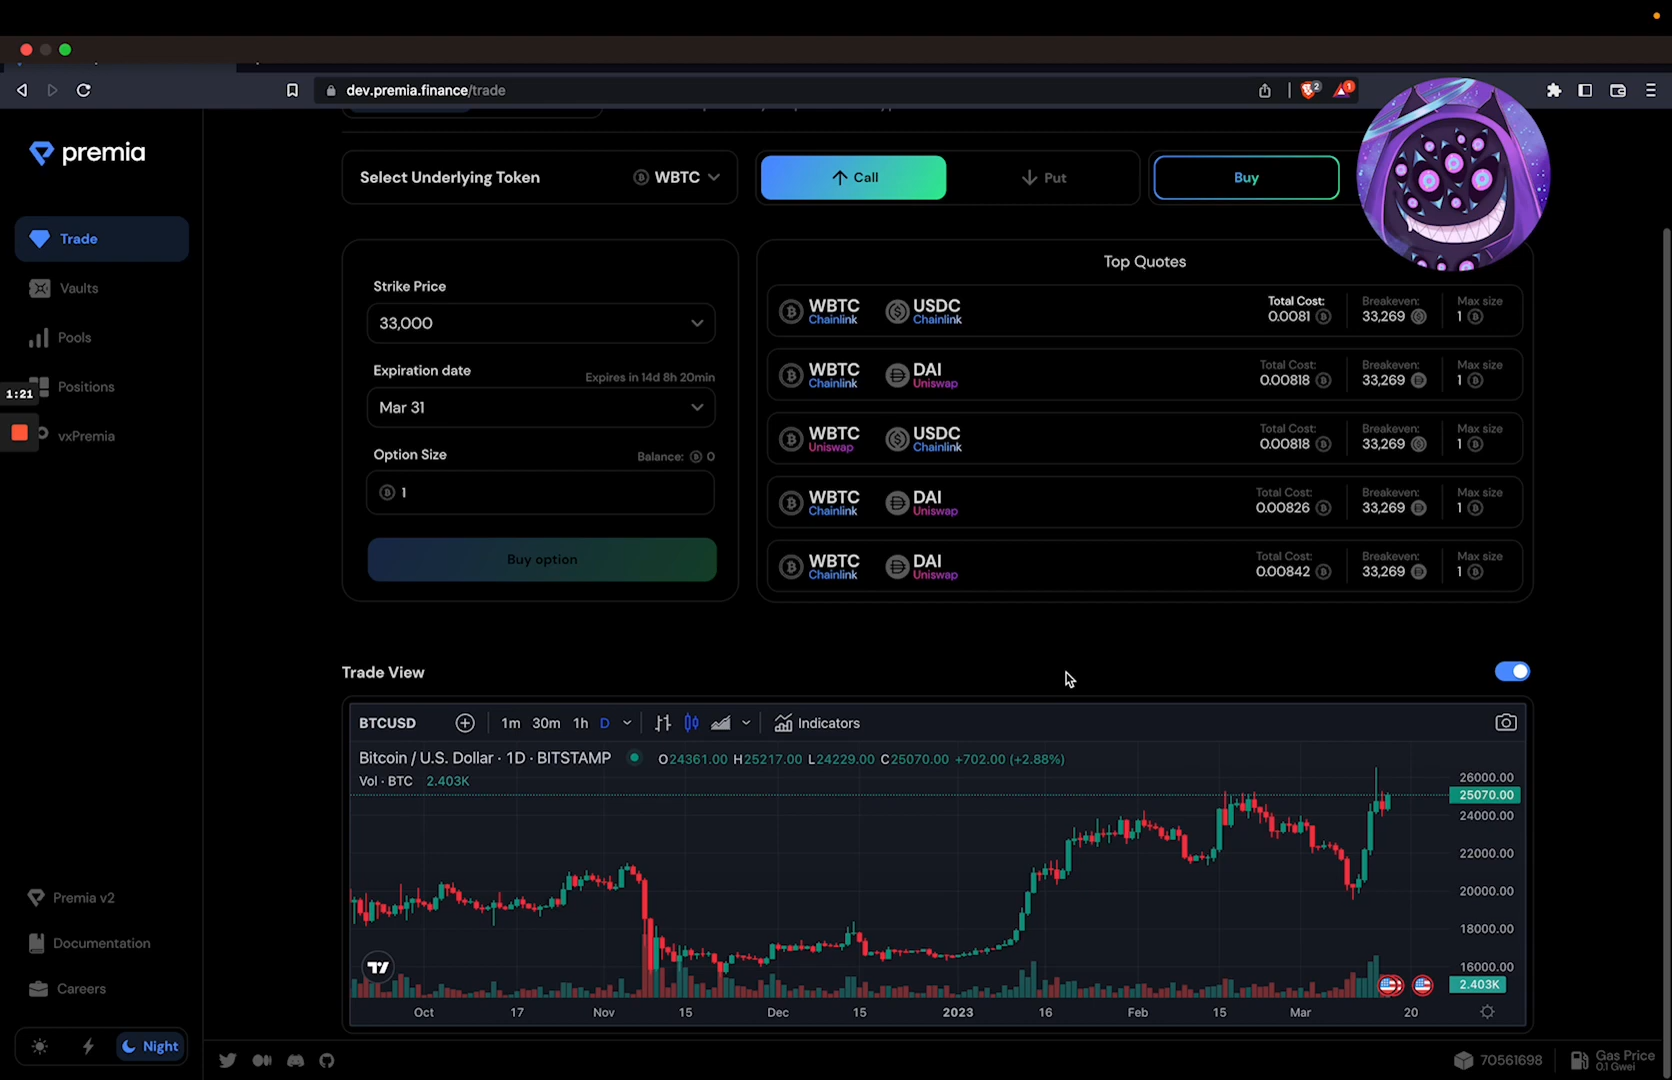 dev.premia.finance/trade
2
1
premia
Select Underlying Token
WBTC
Call
Put
Buy
Trade
Vaults
Pools
Positions
vxPremia
1:21
Strike Price
33,000
Expiration date
Expires in 14d 8h 20min
Mar 31
Option Size
Balance: 0
1
Buy option
Top Quotes
WBTC USDC Total Cost: Breakeven: Max size
Chainlink Chainlink 0.0081 33,269 1
WBTC DAI Total Cost: Breakeven: Max size
Chainlink Uniswap 0.00818 33,269 1
WBTC USDC Total Cost: Breakeven: Max size
Uniswap Chainlink 0.00818 33,269 1
WBTC DAI Total Cost: Breakeven: Max size
Chainlink Uniswap 0.00826 33,269 1
WBTC DAI Total Cost: Breakeven: Max size
Chainlink Uniswap 0.00842 33,269 1
Trade View
BTCUSD 1m 30m 1h D Indicators
Bitcoin / U.S. Dollar · 1D · BITSTAMP O24361.00 H25217.00 L24229.00 C25070.00 +702.00 (+2.88%)
Vol · BTC 2.403K
26000.00
25070.00
24000.00
22000.00
20000.00
18000.00
16000.00
2.403K
Oct 17 Nov 15 Dec 15 2023 16 Feb 15 Mar 20
Premia v2
Documentation
Careers
Night
70561698
Gas Price
0.1 Gwei